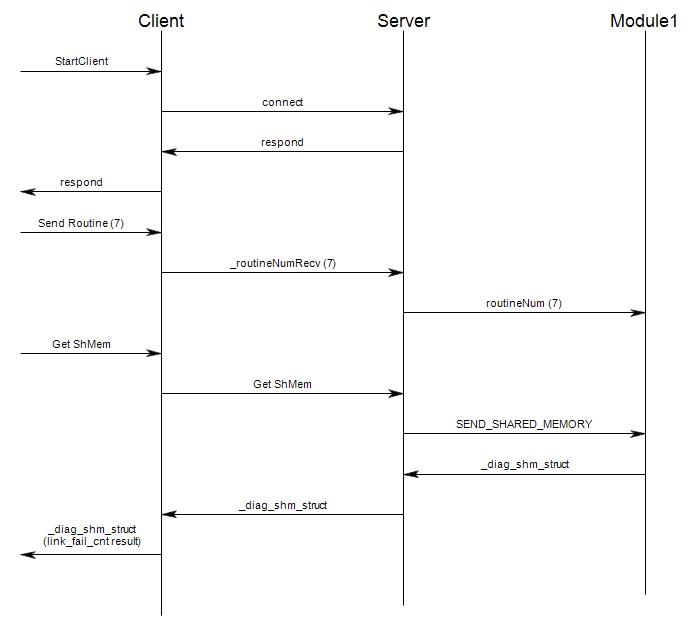 Client Server Module1
StartClient
connect
respond
respond
Send Routine (7)
_routineNumRecv (7)
routineNum (7)
Get ShMem
Get ShMem
SEND_SHARED_MEMORY
_diag_shm_struct
_diag_shm_struct
_diag_shm_struct
(link_fail_cnt result)